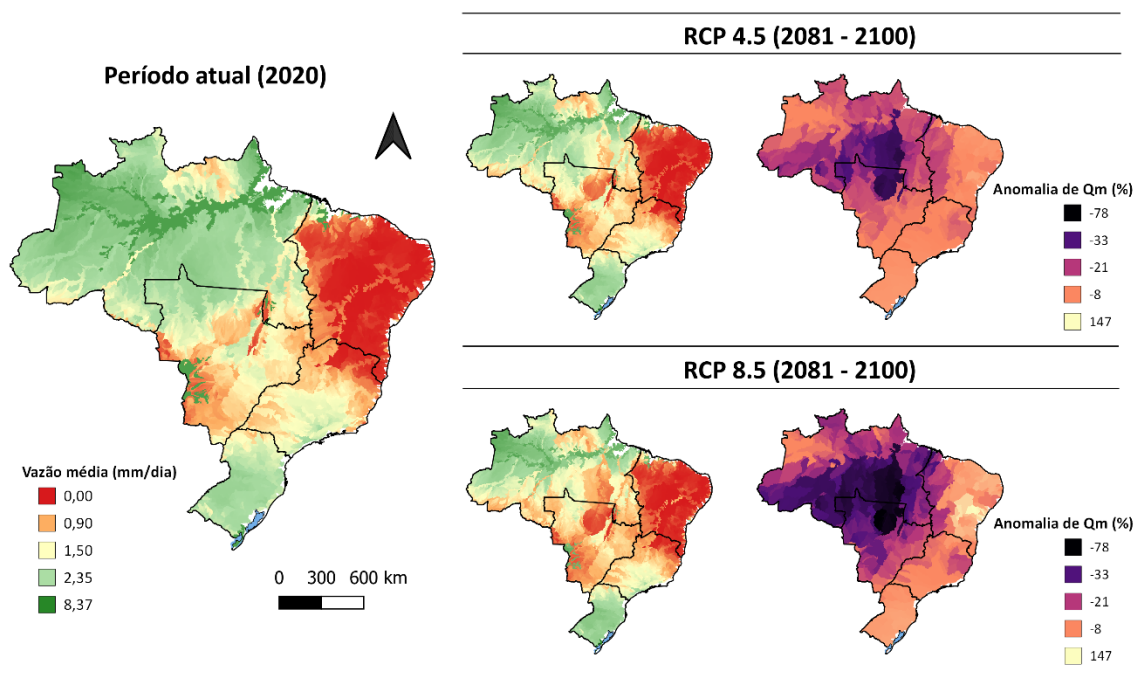 Período atual (2020)
Vazão média (mm/dia)
0,00
0,90
1,50
2,35
8,37
0 300 600 km
RCP 4.5 (2081 - 2100)
Anomalia de Qm (%)
-78
-33
-21
-8
147
RCP 8.5 (2081 - 2100)
Anomalia de Qm (%)
-78
-33
-21
-8
147